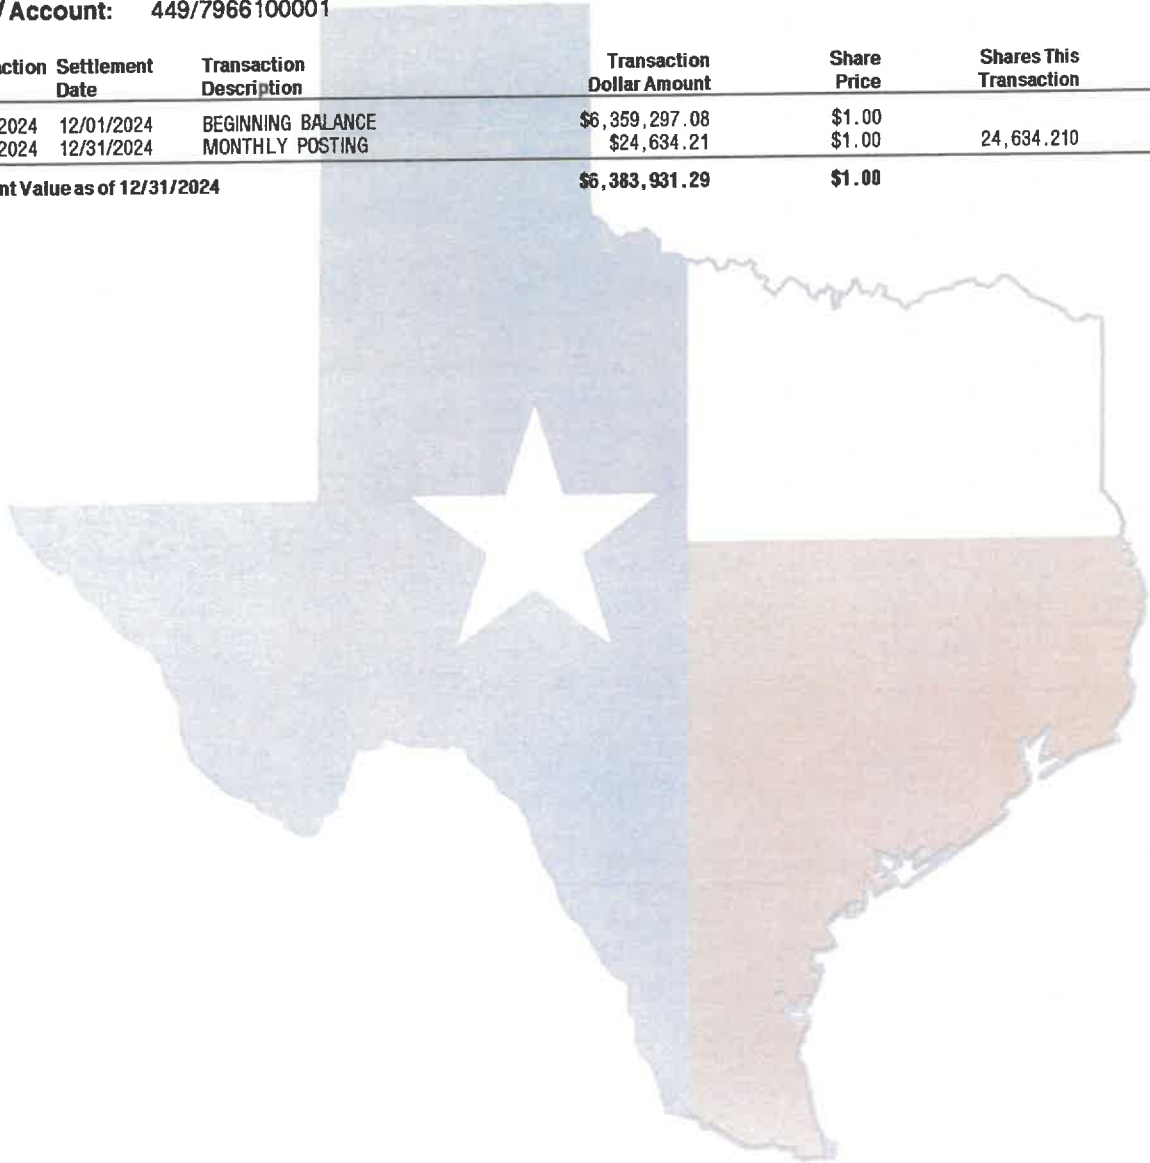 / Account: 449/7966100001
ction Settlement Transaction Transaction Share Shares This
Date Description Dollar Amount Price Transaction
2024 12/01/2024 BEGINNING BALANCE $6,359,297.08 $1.00
2024 12/31/2024 MONTHLY POSTING $24,634.21 $1.00 24,634.210
nt Value as of 12/31/2024 $6,383,931.29 $1.00